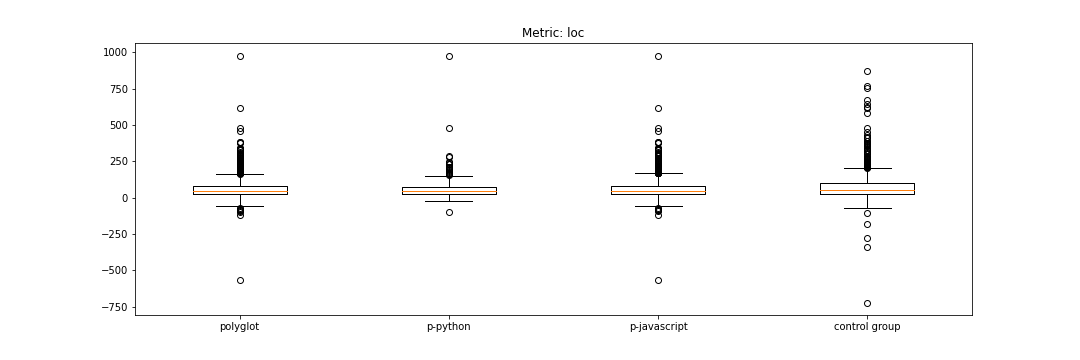 Metric: loc
1000
750
500
250
0
−250
−500
−750
polyglot
p-python
p-javascript
control group